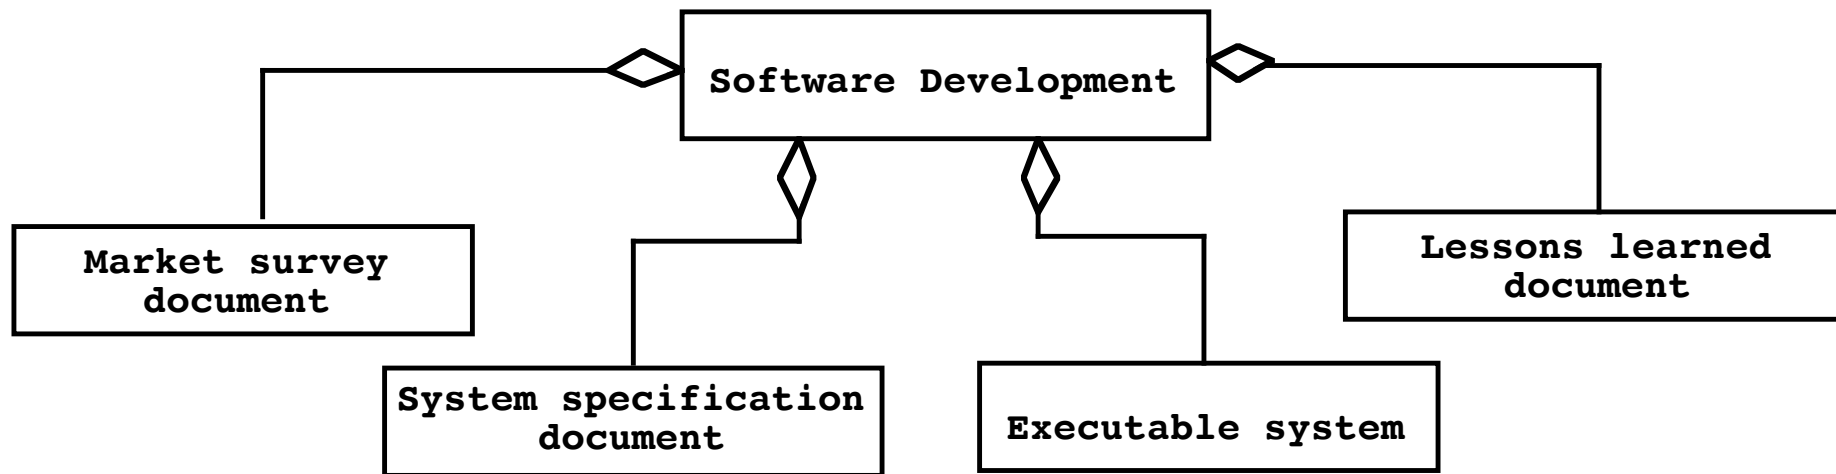 Software Development
Market survey
document
Lessons learned
document
System specification
document
Executable system